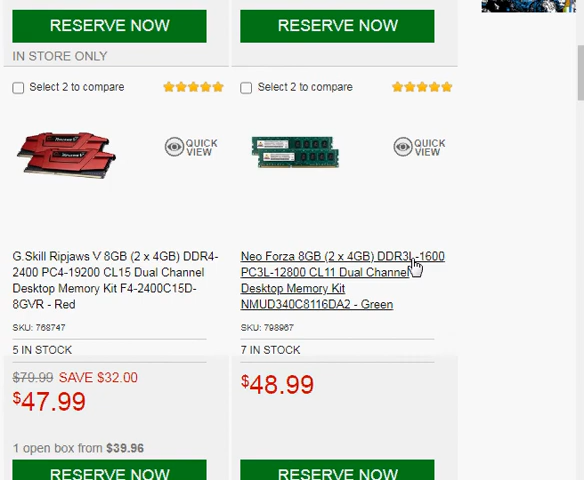 RESERVE NOW
RESERVE NOW
IN STORE ONLY
Select 2 to compare
Select 2 to compare
QUICK
VIEW
QUICK
VIEW
G.Skill Ripjaws V 8GB (2 x 4GB) DDR4-
2400 PC4-19200 CL15 Dual Channel
Desktop Memory Kit F4-2400C15D-
8GVR - Red
Neo Forza 8GB (2 x 4GB) DDR3L-1600
PC3L-12800 CL11 Dual Channel
Desktop Memory Kit
NMUD340C8116DA2 - Green
SKU: 768747
SKU: 798967
5 IN STOCK
7 IN STOCK
$79.99 SAVE $32.00
$47.99
$48.99
1 open box from $39.96
RESERVE NOW
RESERVE NOW